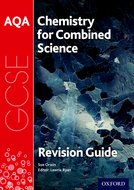 AQA
GCSE
Chemistry
for Combined
Science
Revision Guide
Sue Orwin
Editor: Lawrie Ryan
OXFORD